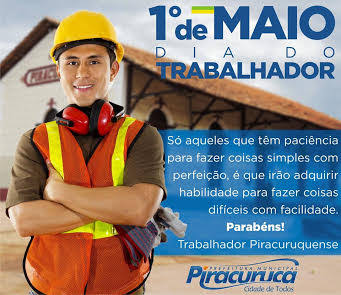 1º de MAIO
DIA DO
TRABALHADOR
PIRACURUCA
Só aqueles que têm paciência
para fazer coisas simples com
perfeição, é que irão adquirir
habilidade para fazer coisas
difíceis com facilidade.
Parabéns!
Trabalhador Piracuruquense
PREFEITURA MUNICIPAL
Piracuruca
Cidade de Todos